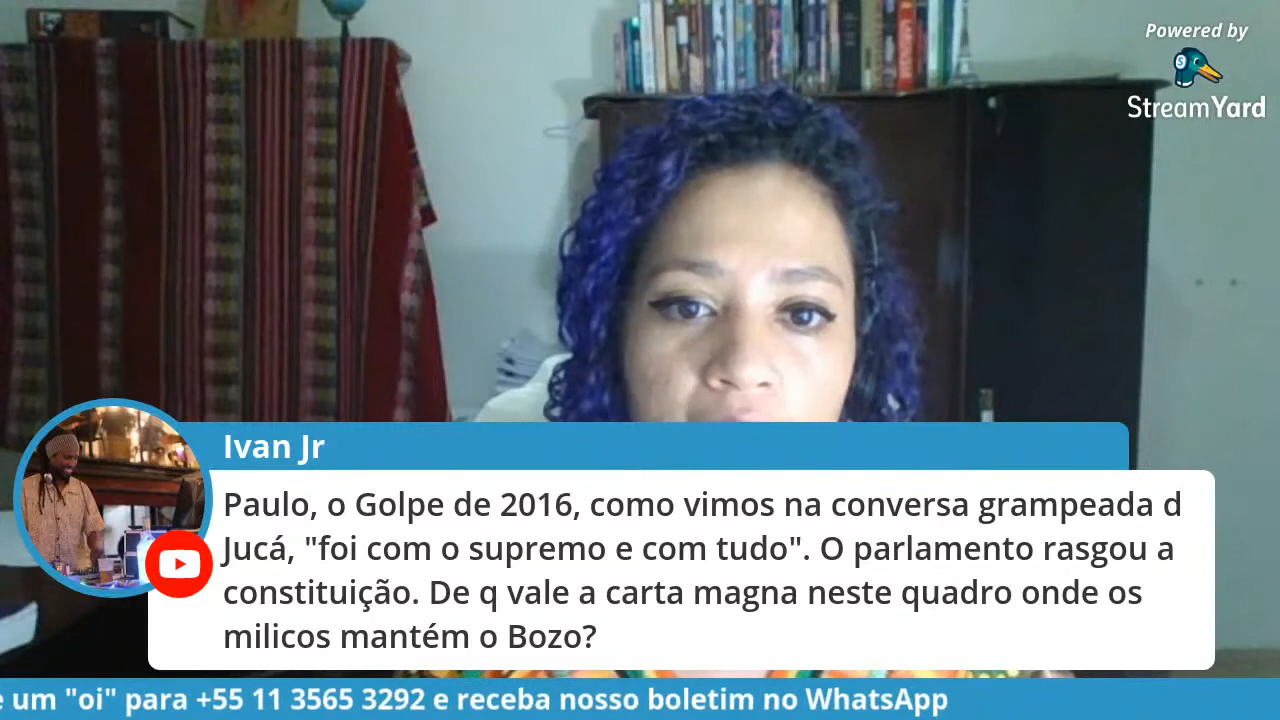 Powered by
StreamYard
Ivan Jr
Paulo, o Golpe de 2016, como vimos na conversa grampeada d
Jucá, "foi com o supremo e com tudo". O parlamento rasgou a
constituição. De q vale a carta magna neste quadro onde os
milicos mantém o Bozo?
e um "oi" para +55 11 3565 3292 e receba nosso boletim no WhatsApp